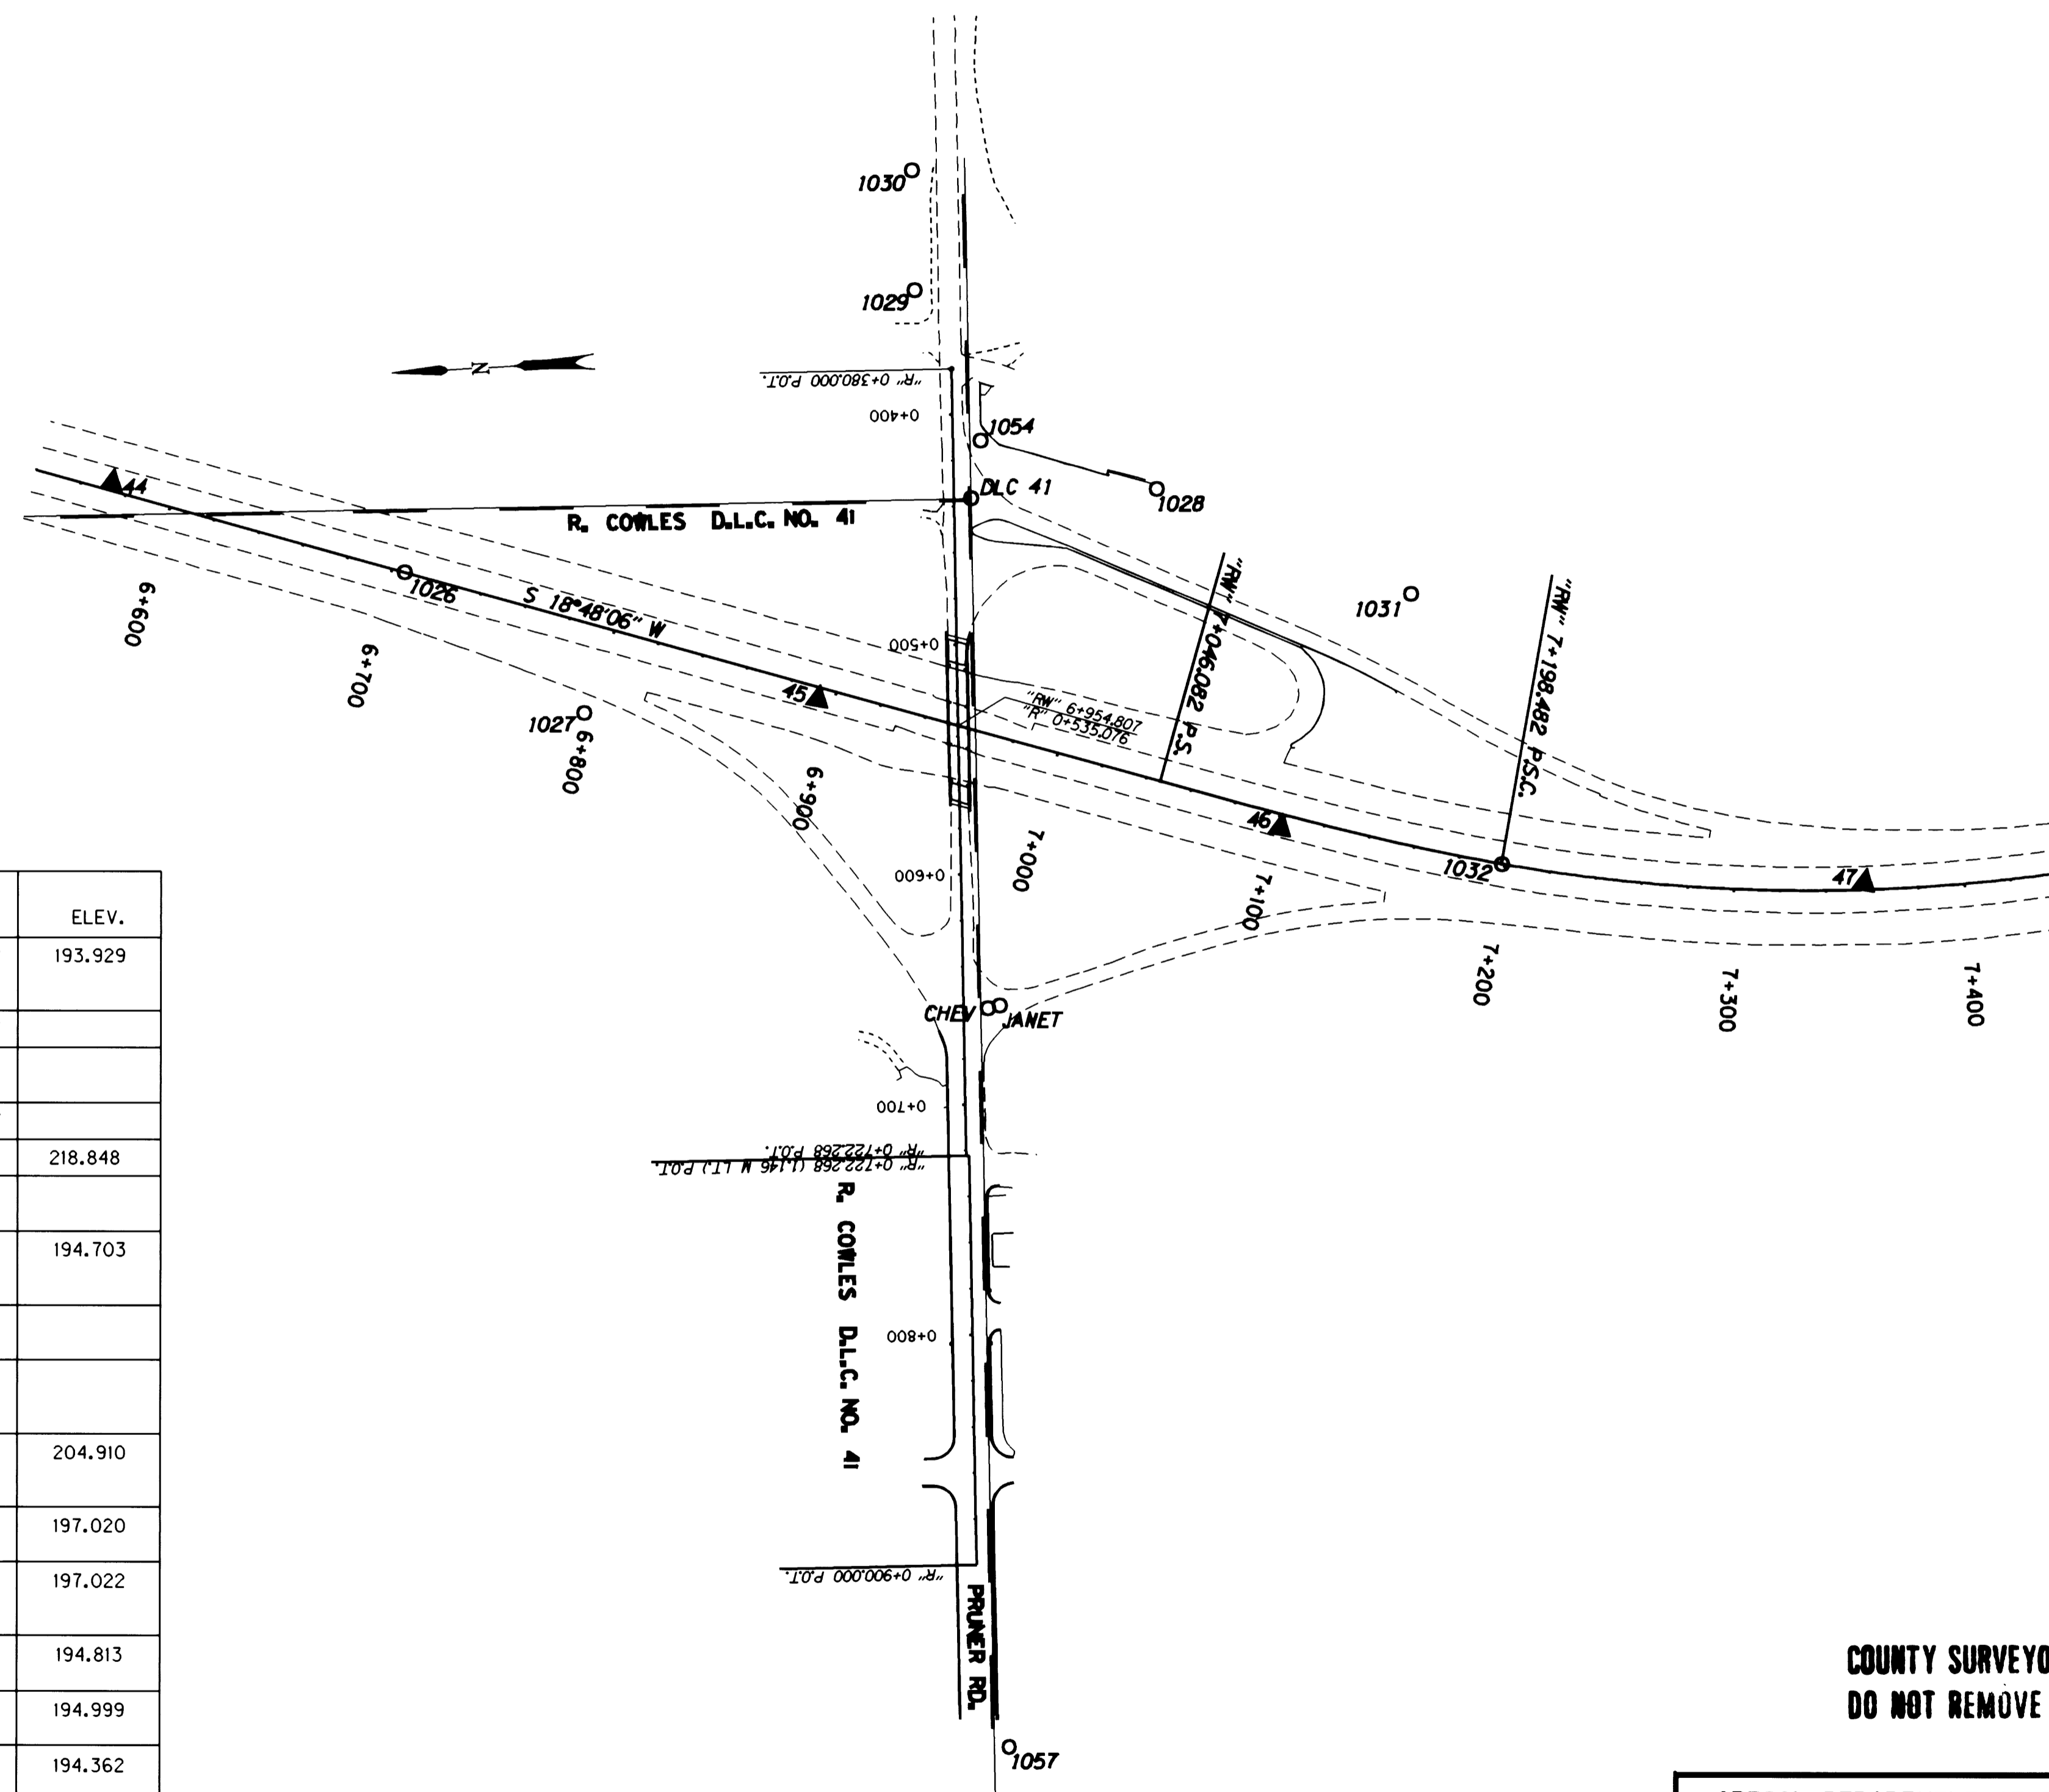 1030
1029
N
"R" 0+380.000 P.O.T.
0+400
1054
44
DLC 41
1028
R. COWLES D.L.C. NO. 41
1026
S 18°48'06" W
6+600
6+700
1031
"RW" 7+046.082 P.S.
"RW" 7+198.482 P.S.C.
0+500
45
1027
6+800
"RW" 6+954.807
"R" 0+535.076
6+900
46
7+000
1032
47
0+600
7+100
7+200
7+300
7+400
ELEV.
193.929
218.848
194.703
204.910
197.020
197.022
194.813
194.999
194.362
CHEV
JANET
0+700
"R" 0+722.268 P.O.T.
"R" 0+722.268 (1.146 M LT.) P.O.T.
R. COWLES D.L.C. NO. 41
0+800
"R" 0+900.000 P.O.T.
PRUNER RD.
1057
COUNTY SURVEYO
DO NOT REMOVE